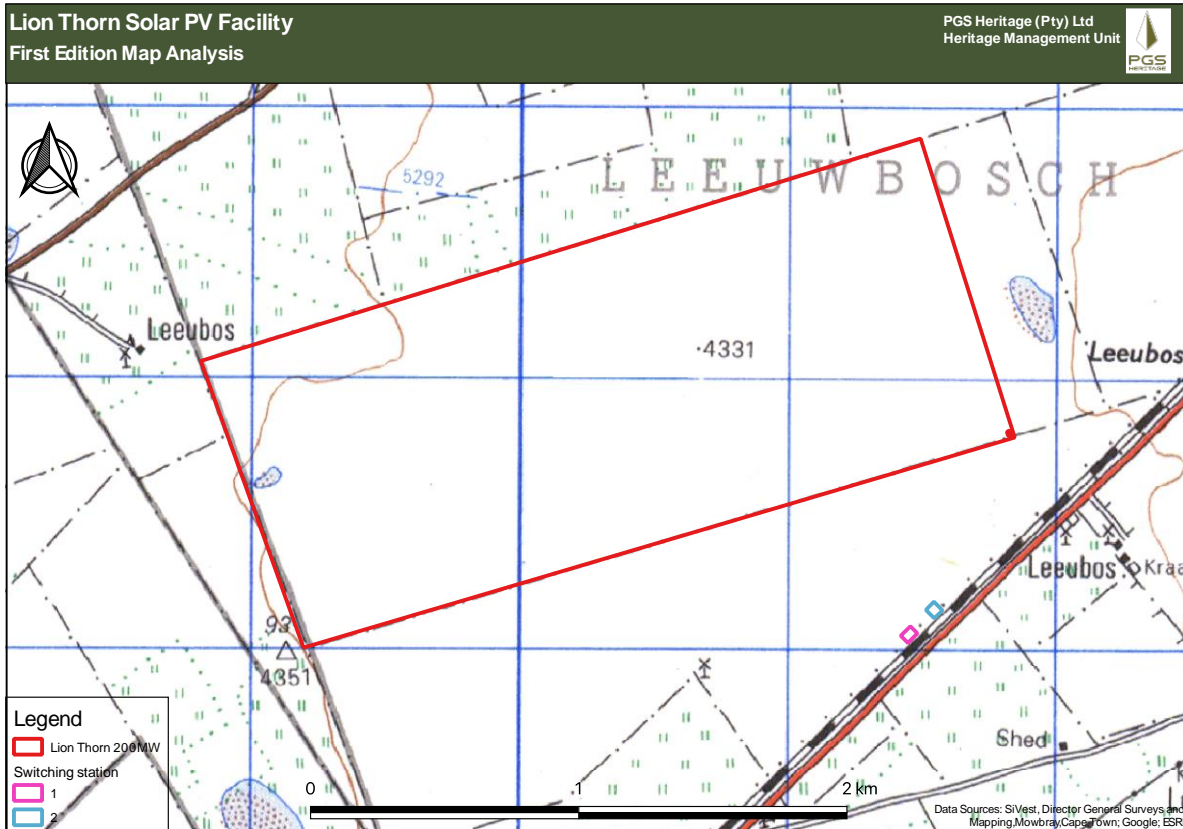 Lion Thorn Solar PV Facility
First Edition Map Analysis
PGS Heritage (Pty) Ltd
Heritage Management Unit
PGS
HERITAGE
LEEUWBOSCH
5292
Leeubos
·4331
Leeubos
Leeubos
Kraa
93
4351
Shed
Legend
Lion Thorn 200MW
Switching station
1
2
0
1
2 km
Data Sources: SiVest, Director General Surveys and
Mapping,Mowbray,Cape Town; Google; ESR